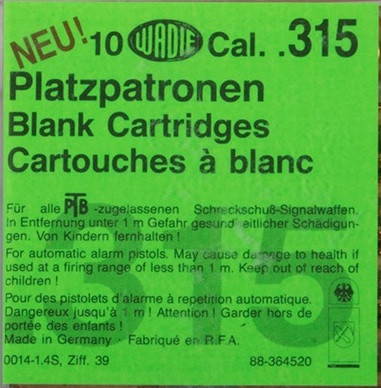 NEU! 10 WADIE Cal. .315
Platzpatronen
Blank Cartridges
Cartouches à blanc
Für alle PTB -zugelassenen Schreckschuß-Signalwaffen.
In Entfernung unter 1 m Gefahr gesundheitlicher Schädigun-
gen. Von Kindern fernhalten!
For automatic alarm pistols. May cause damage to health if
used at a firing range of less than 1 m. Keep out of reach of
children!
Pour des pistolets d'alarme à repetition automatique.
Dangereux jusqu'à 1 m! Attention! Garder hors de
portée des enfants!
Made in Germany · Fabriqué en R.F.A.
0014-1.4S, Ziff. 39 88-364520
315